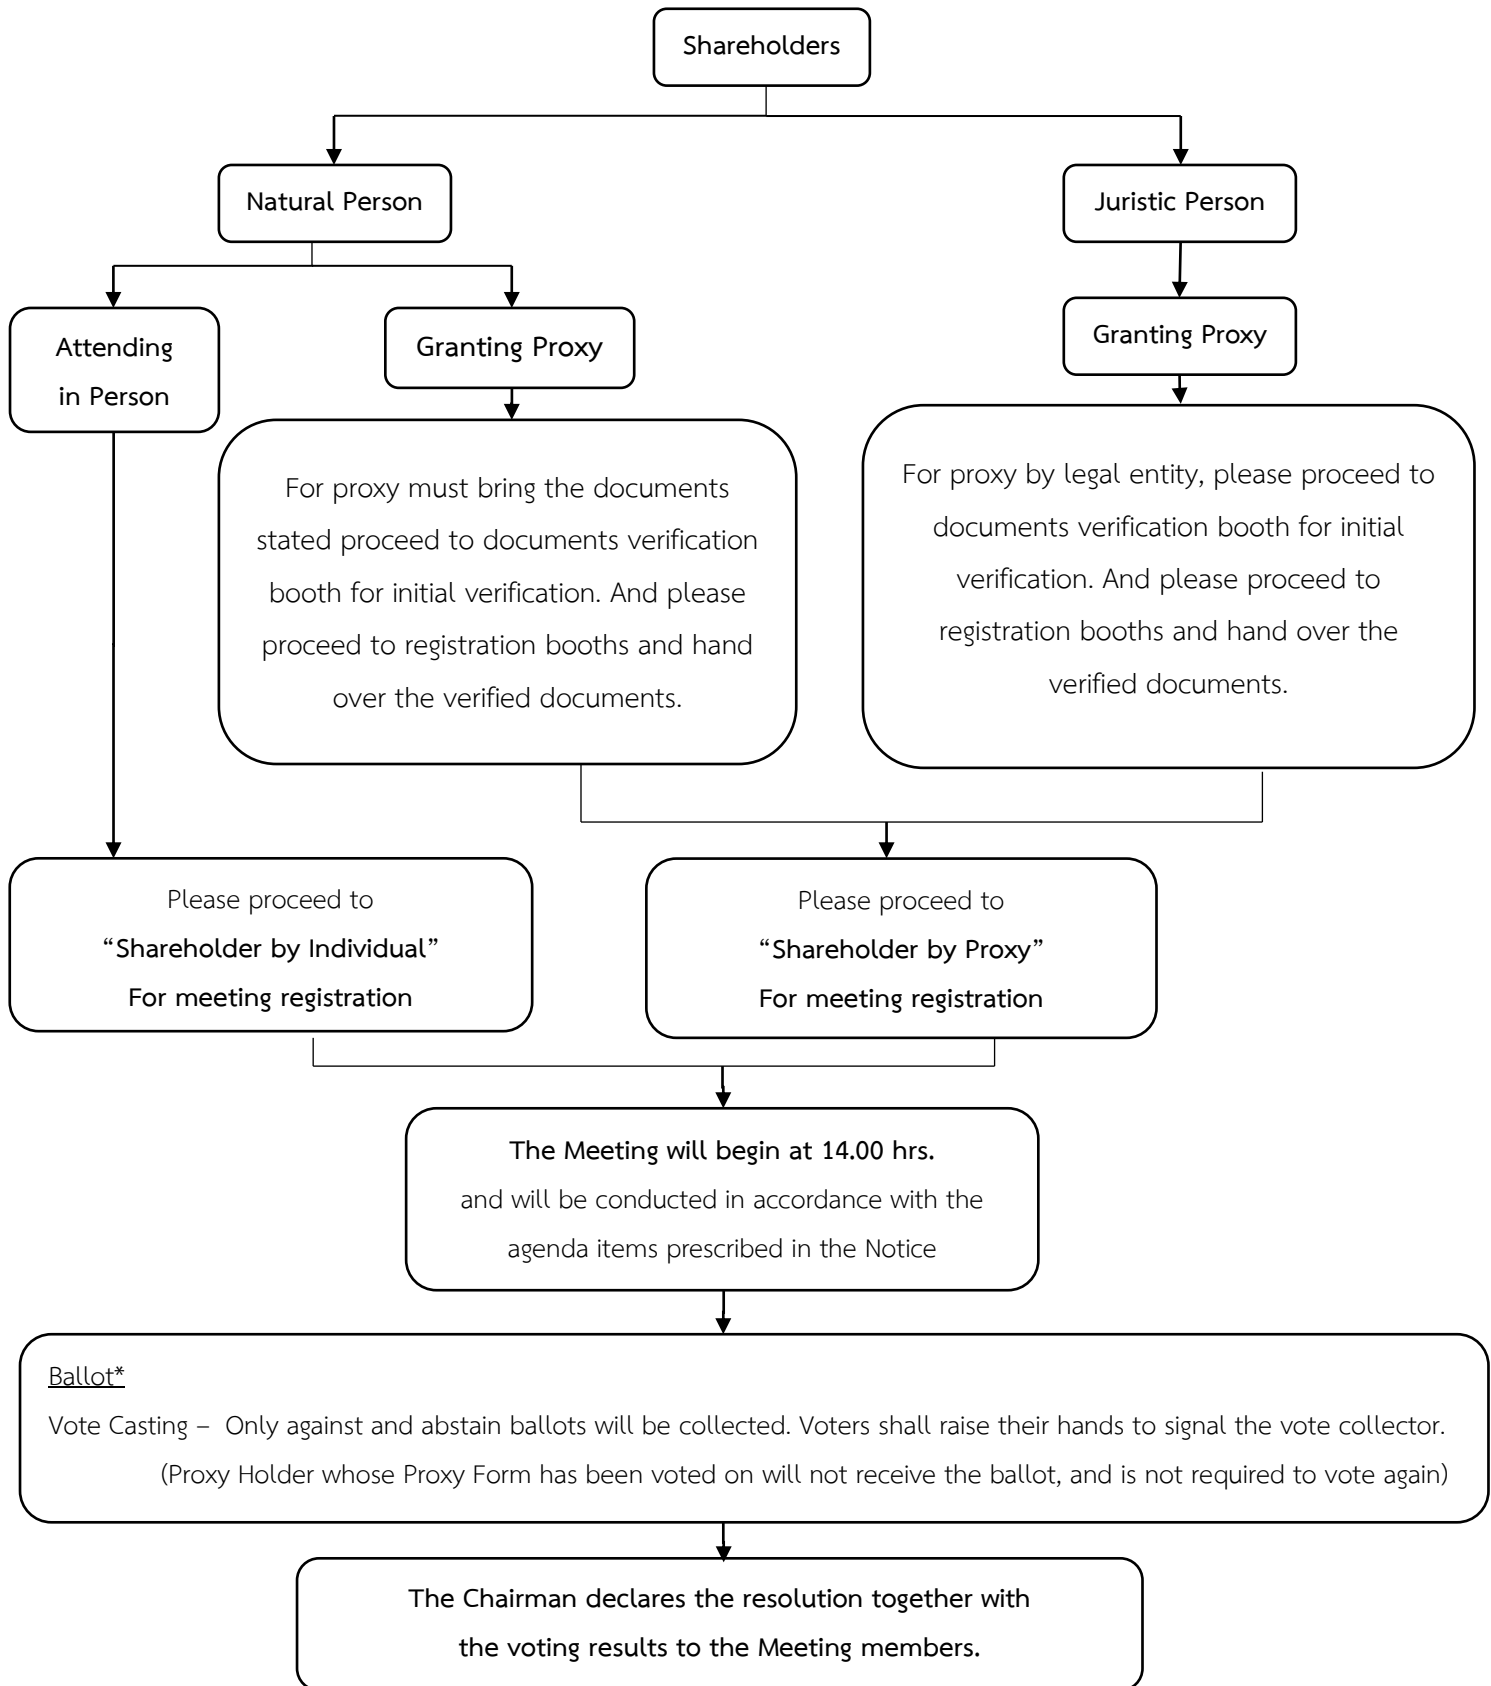 Shareholders
Natural Person
Juristic Person
Attending
in Person
Granting Proxy
Granting Proxy
For proxy must bring the documents
stated proceed to documents verification
booth for initial verification. And please
proceed to registration booths and hand
over the verified documents.
For proxy by legal entity, please proceed to
documents verification booth for initial
verification. And please proceed to
registration booths and hand over the
verified documents.
Please proceed to
“Shareholder by Individual”
For meeting registration
Please proceed to
“Shareholder by Proxy”
For meeting registration
The Meeting will begin at 14.00 hrs.
and will be conducted in accordance with the
agenda items prescribed in the Notice
Ballot*
Vote Casting – Only against and abstain ballots will be collected. Voters shall raise their hands to signal the vote collector.
(Proxy Holder whose Proxy Form has been voted on will not receive the ballot, and is not required to vote again)
The Chairman declares the resolution together with
the voting results to the Meeting members.